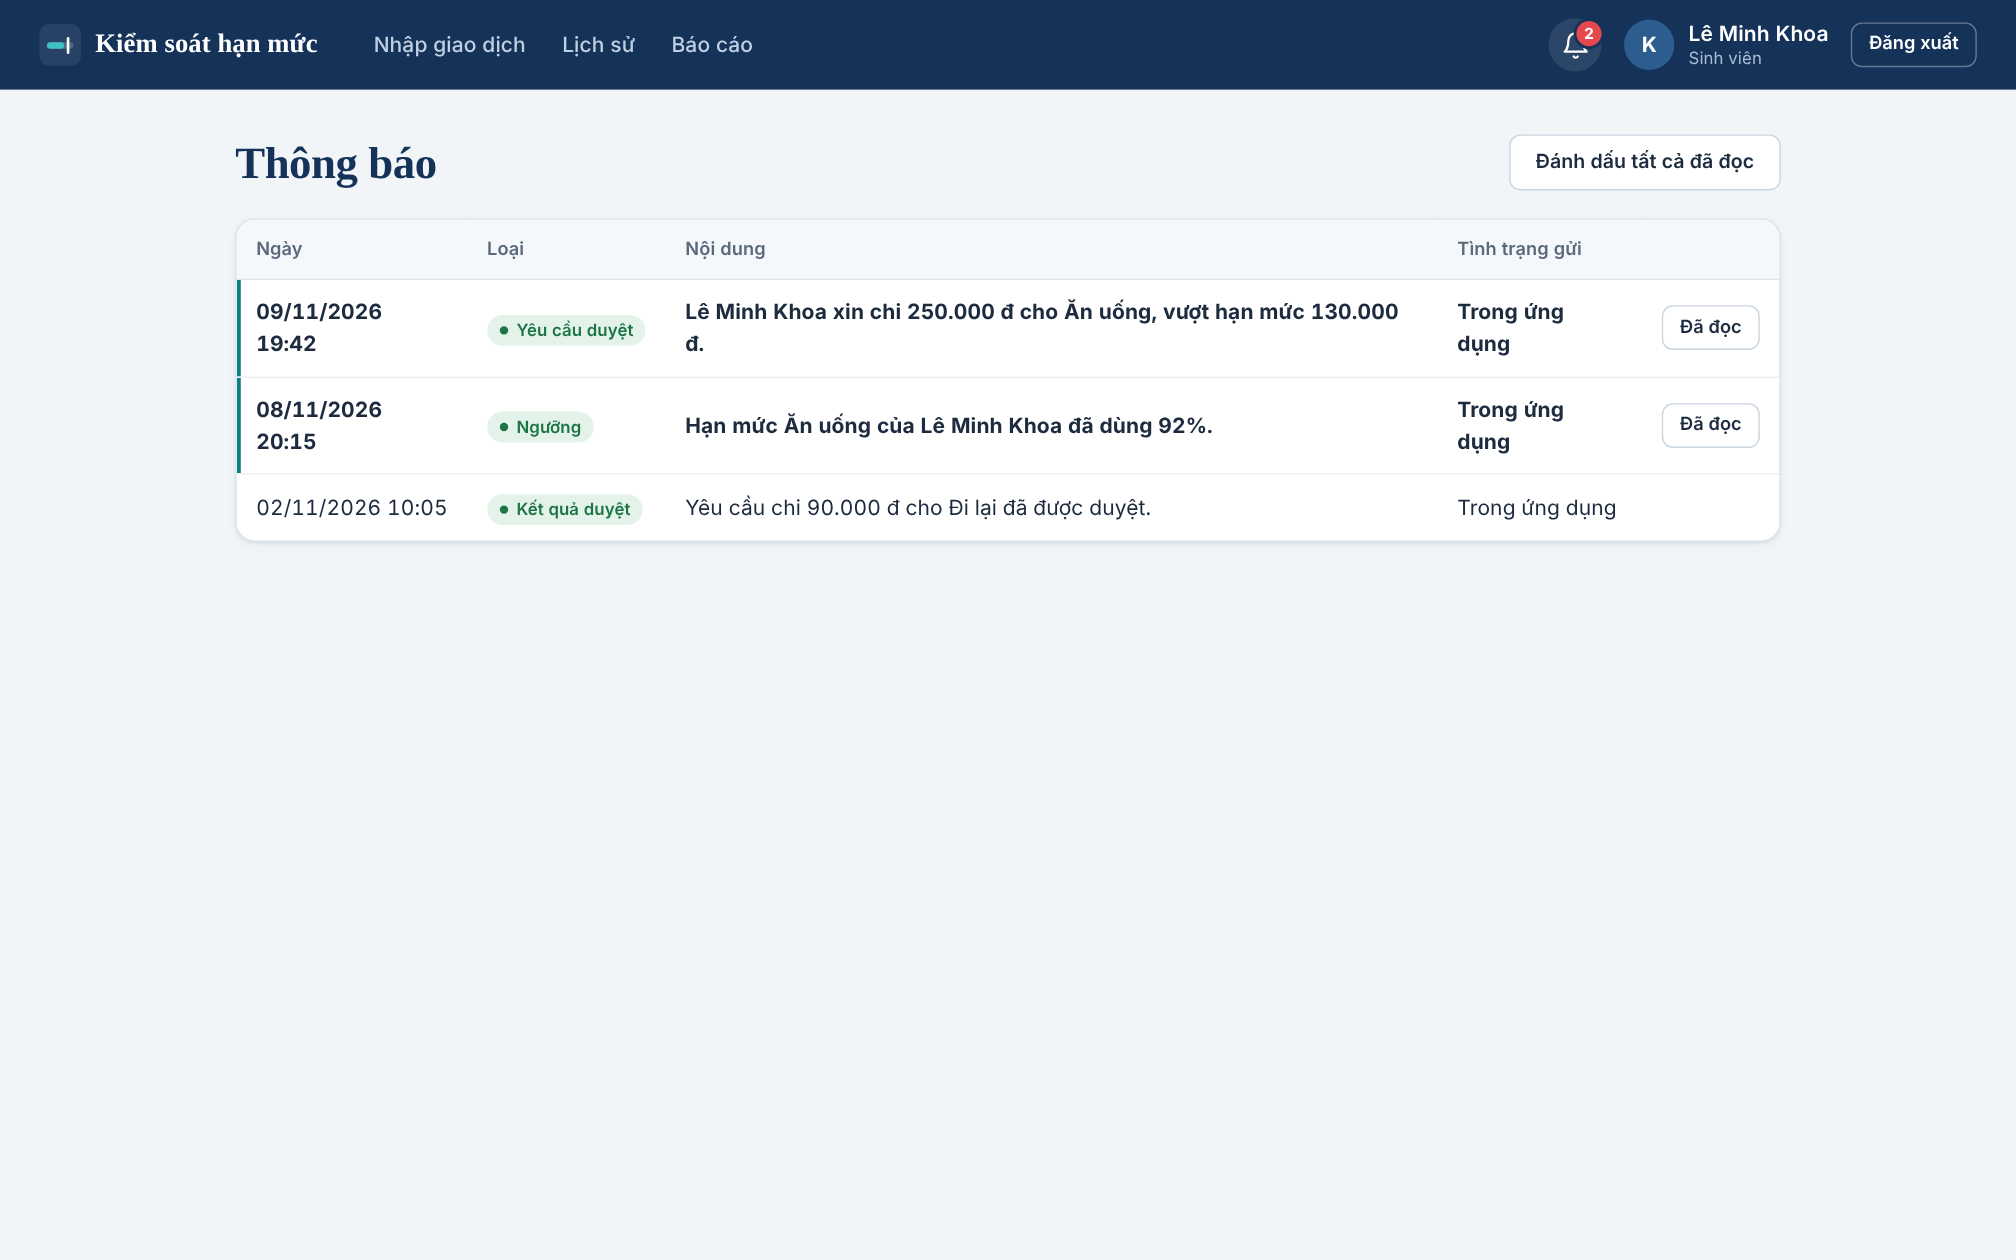 Kiểm soát hạn mức
Nhập giao dịch
Lịch sử
Báo cáo
2
K
Lê Minh Khoa
Sinh viên
Đăng xuất
Thông báo
Đánh dấu tất cả đã đọc
Ngày
Loại
Nội dung
Tình trạng gửi
09/11/2026
19:42
Yêu cầu duyệt
Lê Minh Khoa xin chi 250.000 đ cho Ăn uống, vượt hạn mức 130.000
đ.
Trong ứng
dụng
Đã đọc
08/11/2026
20:15
Ngưỡng
Hạn mức Ăn uống của Lê Minh Khoa đã dùng 92%.
Trong ứng
dụng
Đã đọc
02/11/2026 10:05
Kết quả duyệt
Yêu cầu chi 90.000 đ cho Đi lại đã được duyệt.
Trong ứng dụng